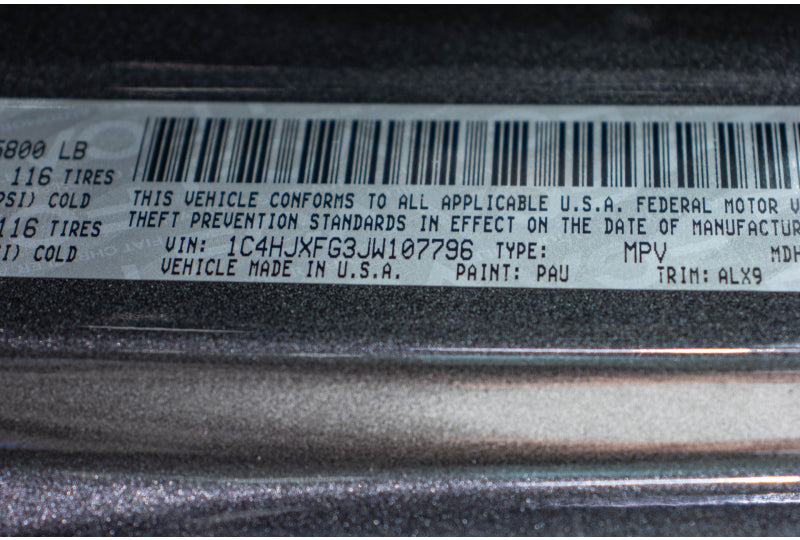 5800 LB
116 TIRES
PSI) COLD
116 TIRES
SI) COLD
THIS VEHICLE CONFORMS TO ALL APPLICABLE U.S.A. FEDERAL MOTOR V
THEFT PREVENTION STANDARDS IN EFFECT ON THE DATE OF MANUFACTUR
VIN: 1C4HJXFG3JW107796 TYPE: MPV MDH
VEHICLE MADE IN U.S.A. PAINT: PAU TRIM: ALX9